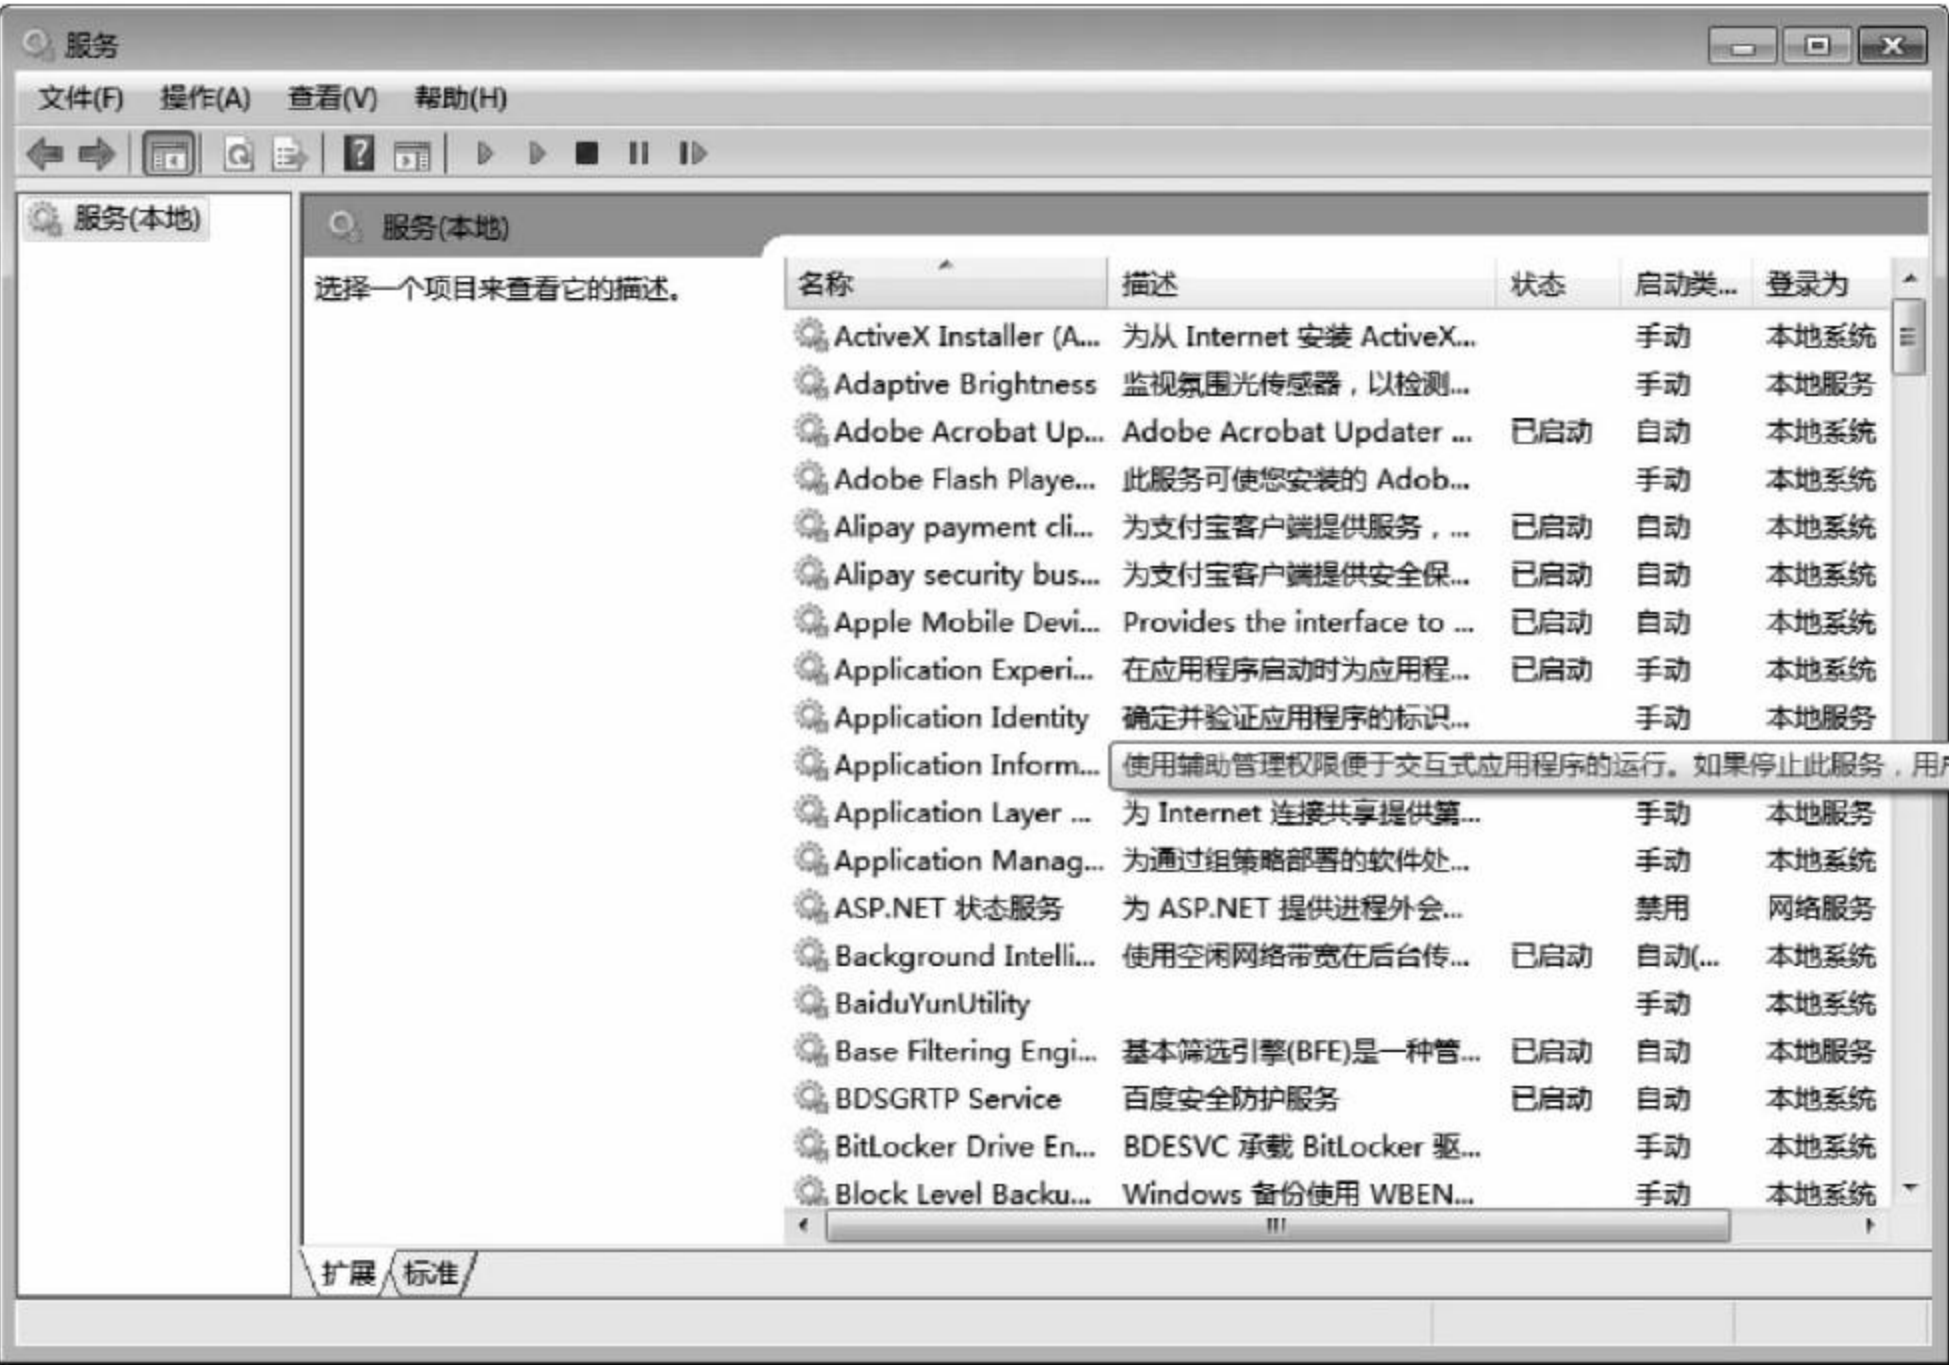 服务
文件(F) 操作(A) 查看(V) 帮助(H)
服务(本地)
服务(本地)
选择一个项目来查看它的描述。
名称 描述 状态 启动类... 登录为
ActiveX Installer (A... 为从 Internet 安装 ActiveX... 手动 本地系统
Adaptive Brightness 监视氛围光传感器，以检测... 手动 本地服务
Adobe Acrobat Up... Adobe Acrobat Updater ... 已启动 自动 本地系统
Adobe Flash Playe... 此服务可使您安装的 Adob... 手动 本地系统
Alipay payment cli... 为支付宝客户端提供服务，... 已启动 自动 本地系统
Alipay security bus... 为支付宝客户端提供安全保... 已启动 自动 本地系统
Apple Mobile Devi... Provides the interface to ... 已启动 自动 本地系统
Application Experi... 在应用程序启动时为应用程... 已启动 手动 本地系统
Application Identity 确定并验证应用程序的标识... 手动 本地服务
Application Inform... 使用辅助管理权限便于交互式应用程序的运行。如果停止此服务，用户
Application Layer ... 为 Internet 连接共享提供第... 手动 本地服务
Application Manag... 为通过组策略部署的软件处... 手动 本地系统
ASP.NET 状态服务 为 ASP.NET 提供进程外会... 禁用 网络服务
Background Intelli... 使用空闲网络带宽在后台传... 已启动 自动(... 本地系统
BaiduYunUtility 手动 本地系统
Base Filtering Engi... 基本筛选引擎(BFE)是一种管... 已启动 自动 本地服务
BDSGRTP Service 百度安全防护服务 已启动 自动 本地系统
BitLocker Drive En... BDESVC 承载 BitLocker 驱... 手动 本地系统
Block Level Backu... Windows 备份使用 WBEN... 手动 本地系统
扩展 标准